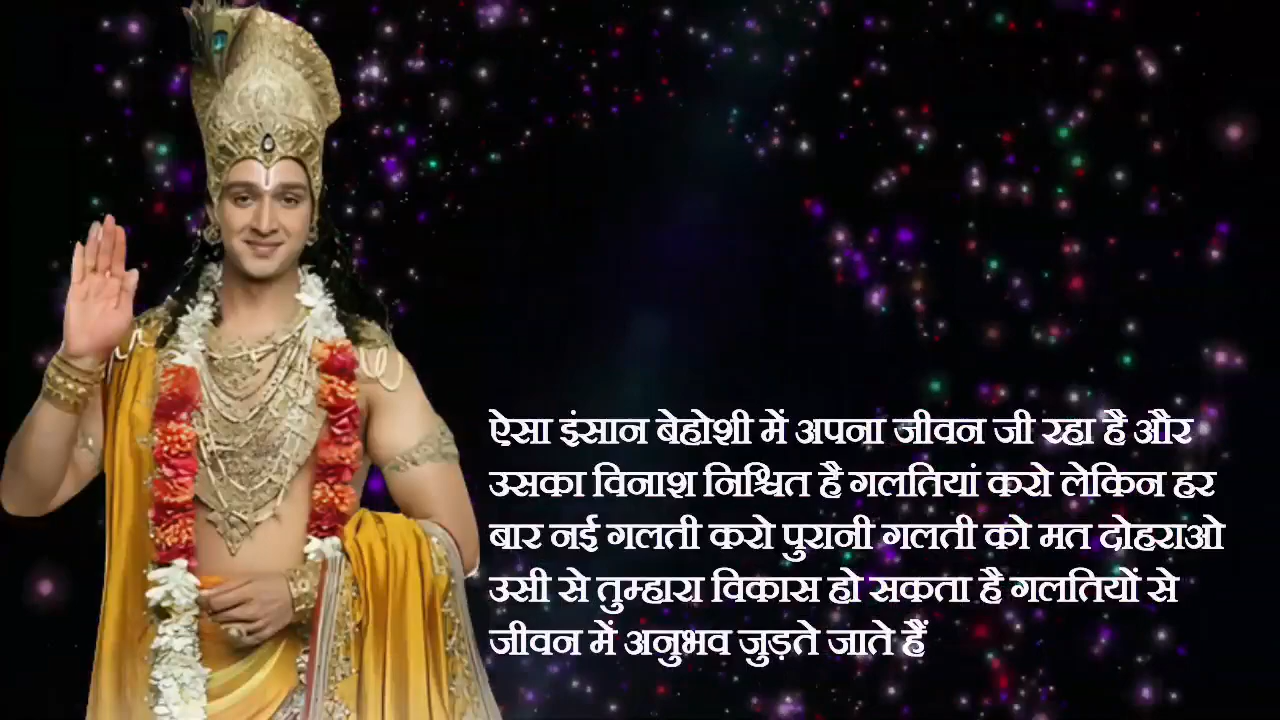 ऐसा इंसान बेहोशी में अपना जीवन जी रहा है और
उसका विनाश निश्चित है गलतियां करो लेकिन हर
बार नई गलती करो पुरानी गलती को मत दोहराओ
उसी से तुम्हारा विकास हो सकता है गलतियों से
जीवन में अनुभव जुड़ते जाते हैं